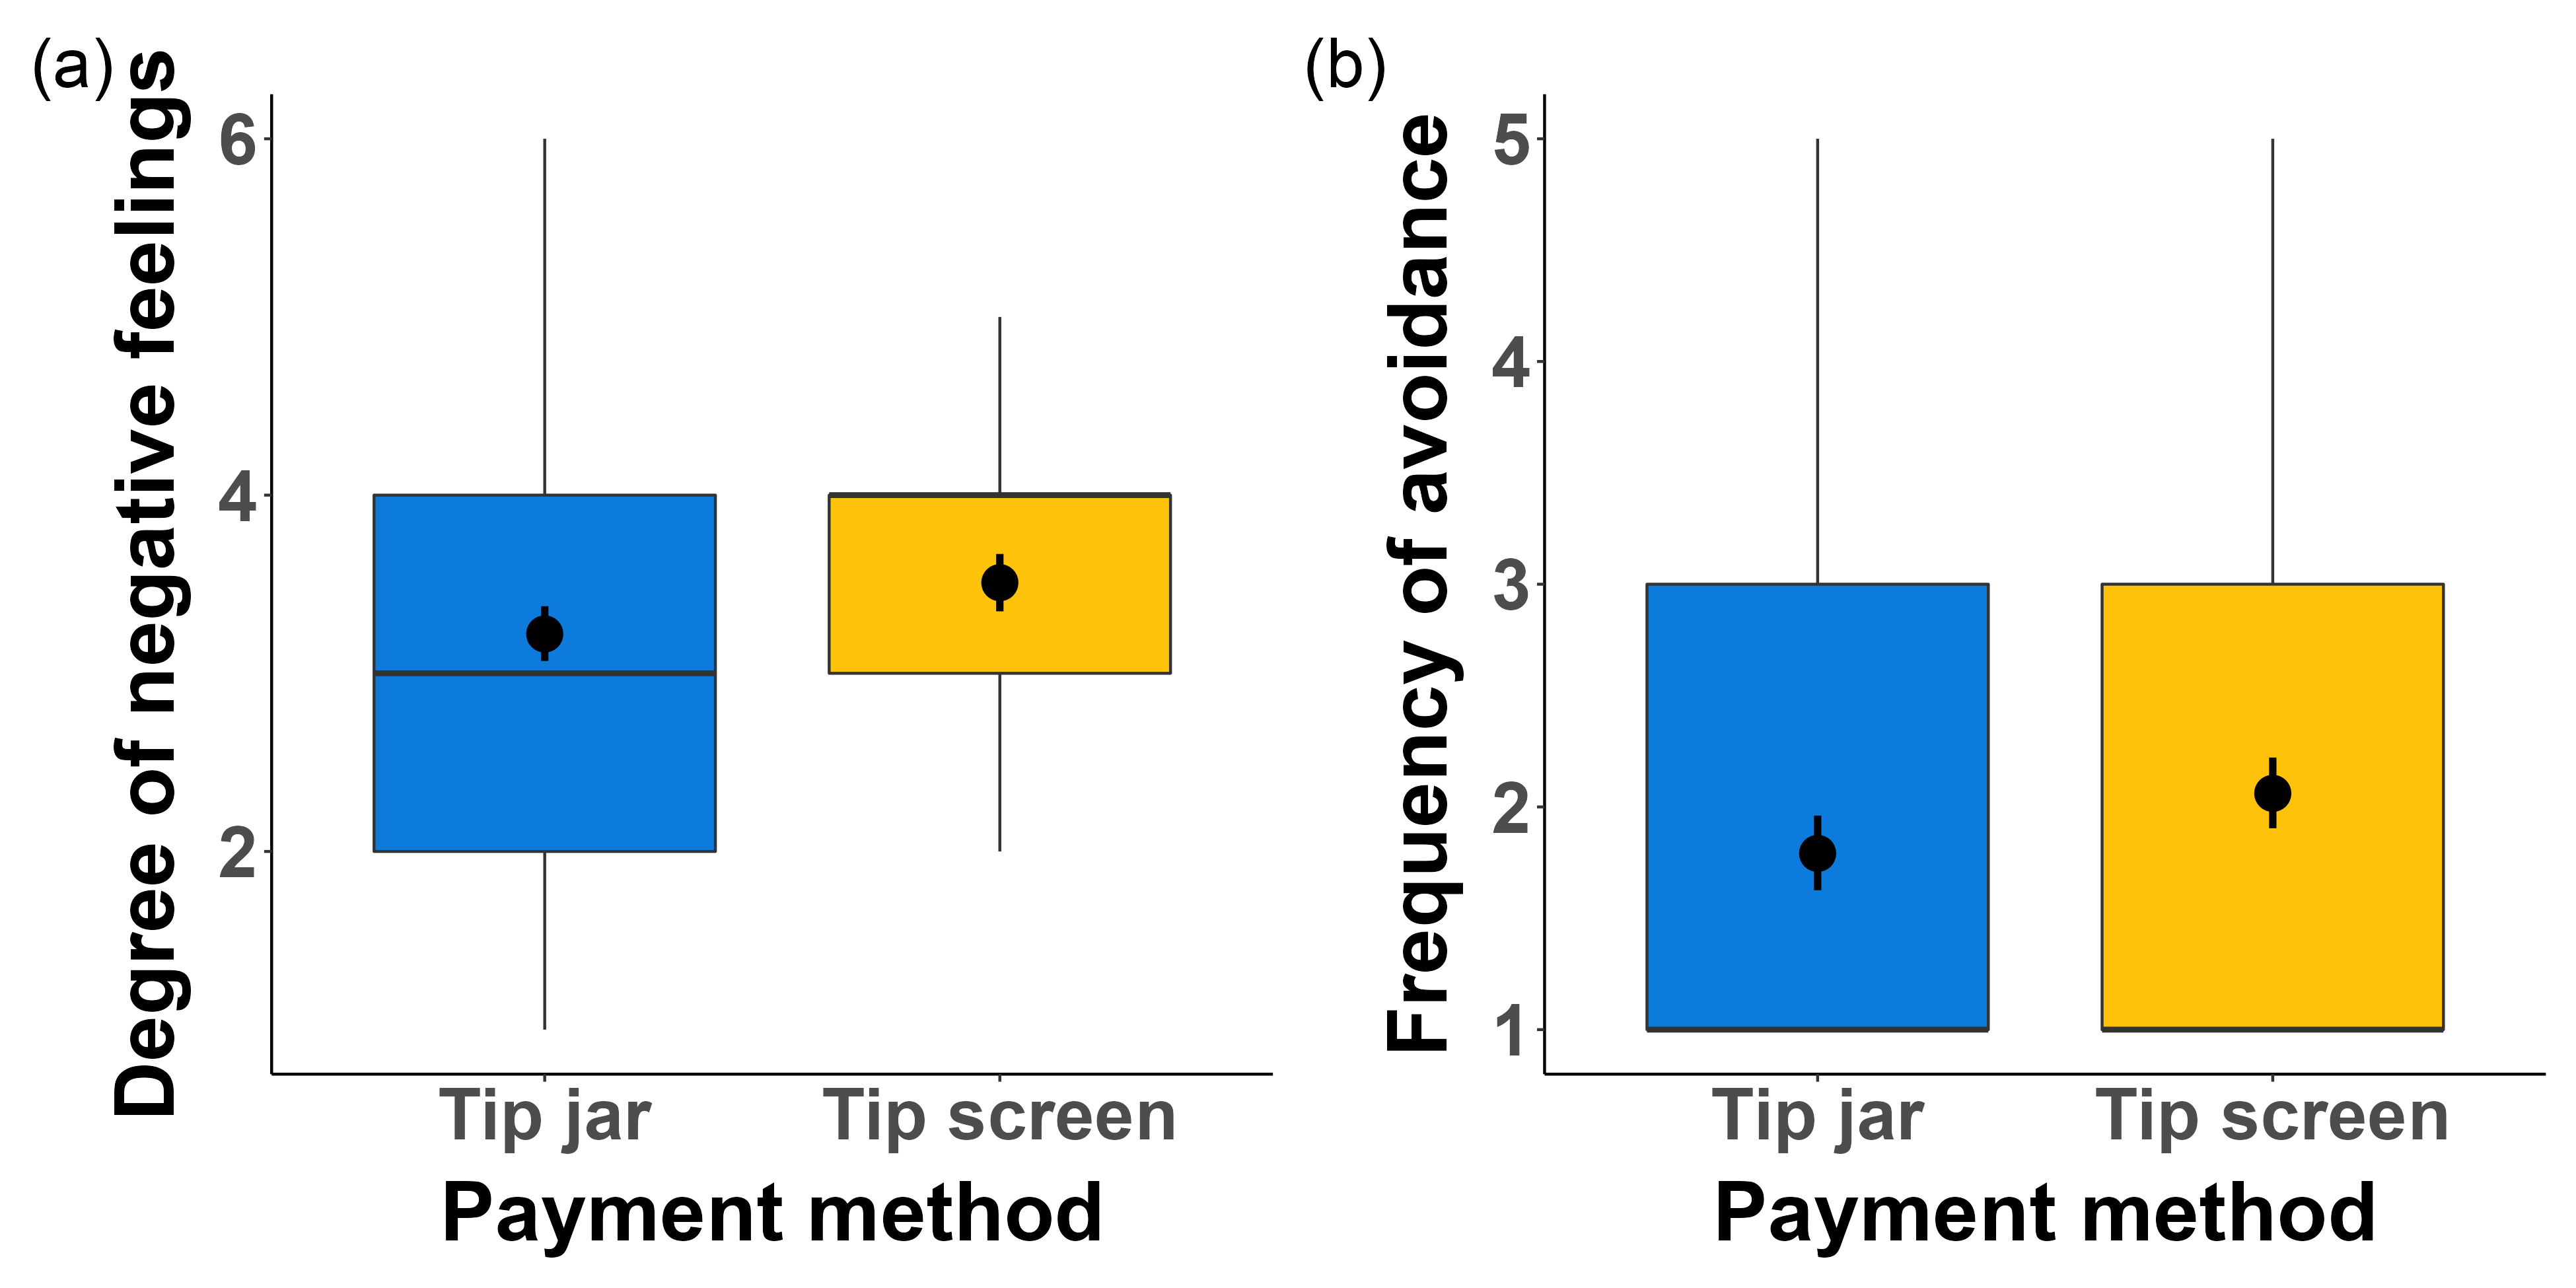 (a)
Degree of negative feelings
6
4
2
Tip jar
Tip screen
Payment method
(b)
Frequency of avoidance
5
4
3
2
1
Tip jar
Tip screen
Payment method